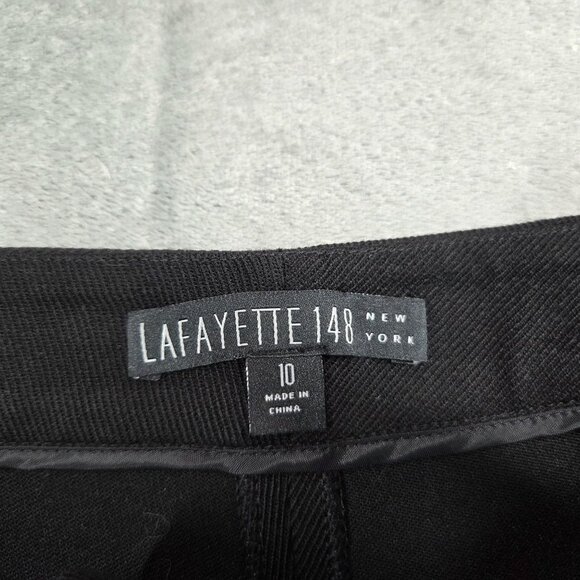 LAFAYETTE 148 NEW YORK
10
MADE IN
CHINA